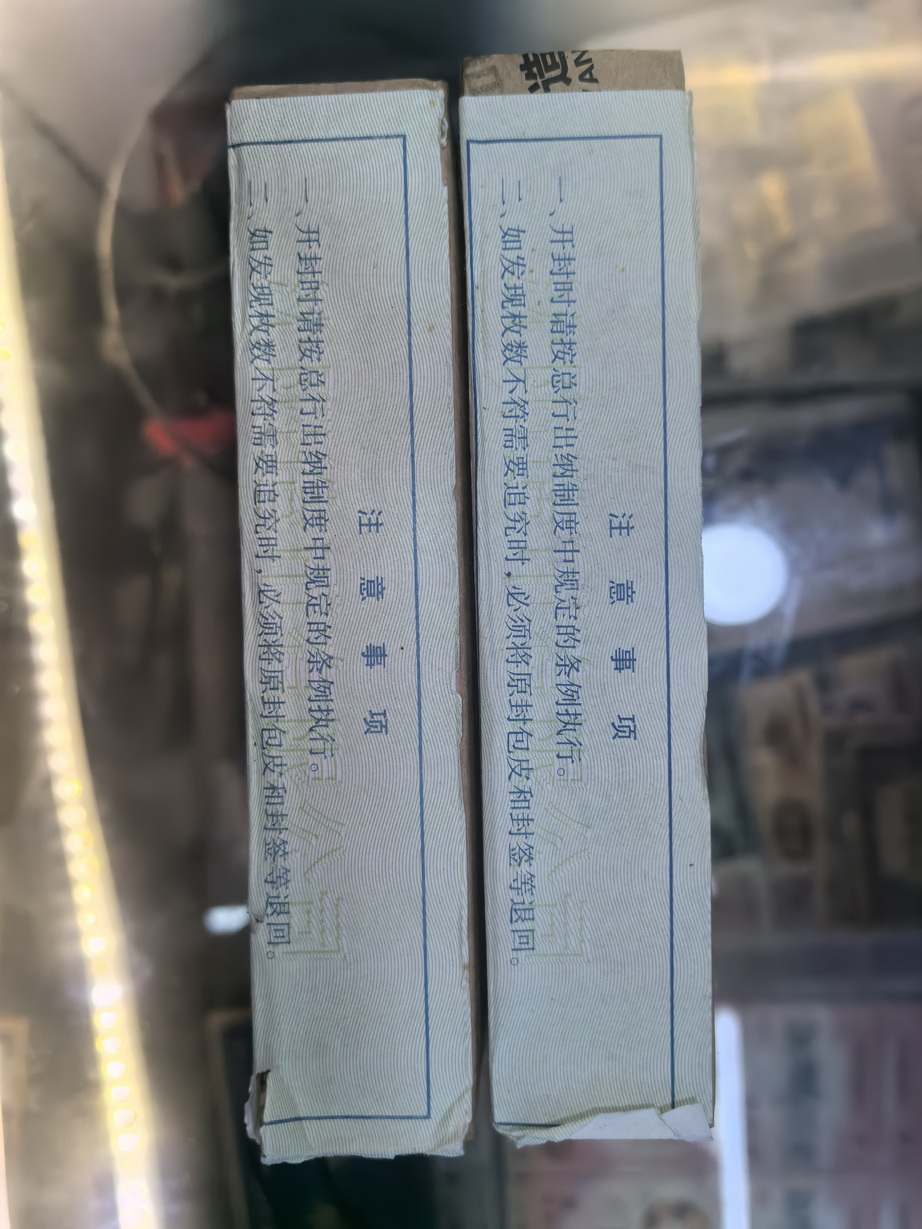 注意事项
一、开封时请按总行出纳制度中规定的条例执行。
二、如发现枚数不符需要追究时,必须将原封包皮和封签等退回。
造
AN
注意事项
一、开封时请按总行出纳制度中规定的条例执行。
二、如发现枚数不符需要追究时,必须将原封包皮和封签等退回。